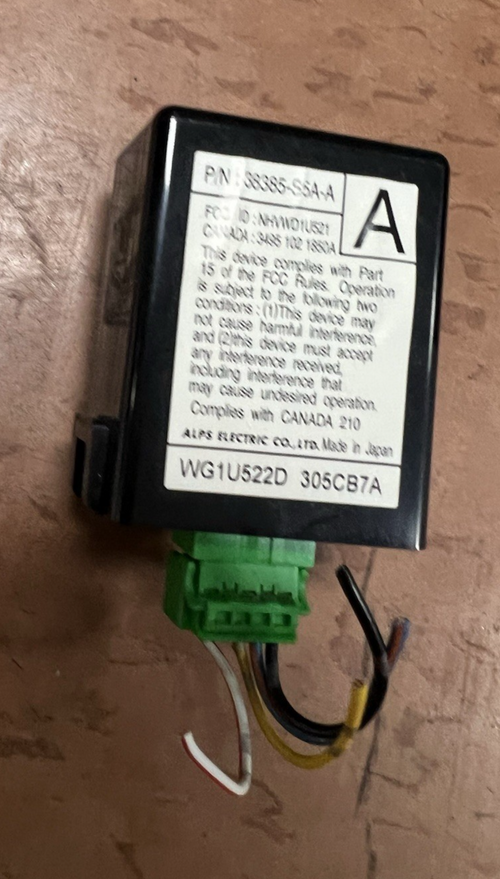 P/N : 38385-S5A-A
A
FCC ID : NHVWD1U521
CANADA : 3495 102 1850A
This device complies with Part
15 of the FCC Rules. Operation
is subject to the following two
conditions : (1)This device may
not cause harmful interference,
and (2)this device must accept
any interference received,
including interference that
may cause undesired operation.
Complies with CANADA 210
ALPS ELECTRIC CO.,LTD. Made in Japan
WG1U522D 305CB7A